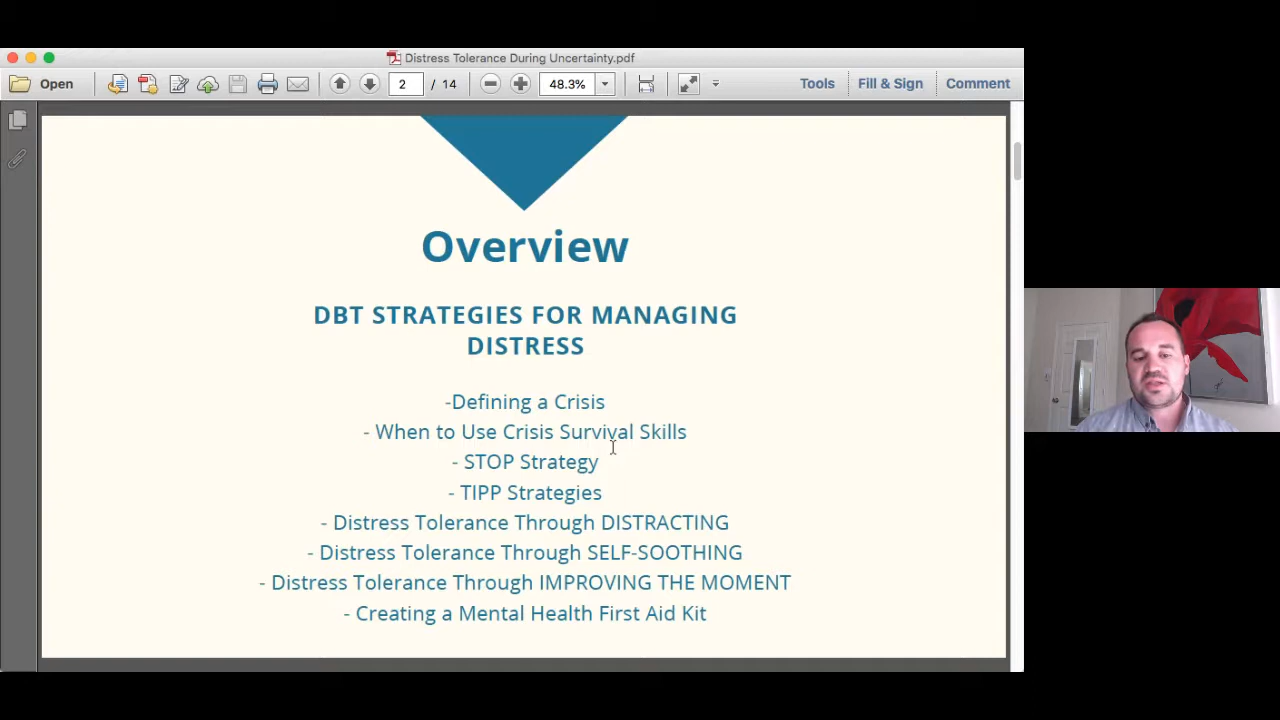 Distress Tolerance During Uncertainty.pdf
Open 2 / 14 48.3% Tools Fill & Sign Comment
Overview
DBT STRATEGIES FOR MANAGING
DISTRESS
-Defining a Crisis
- When to Use Crisis Survival Skills
- STOP Strategy
- TIPP Strategies
- Distress Tolerance Through DISTRACTING
- Distress Tolerance Through SELF-SOOTHING
- Distress Tolerance Through IMPROVING THE MOMENT
- Creating a Mental Health First Aid Kit